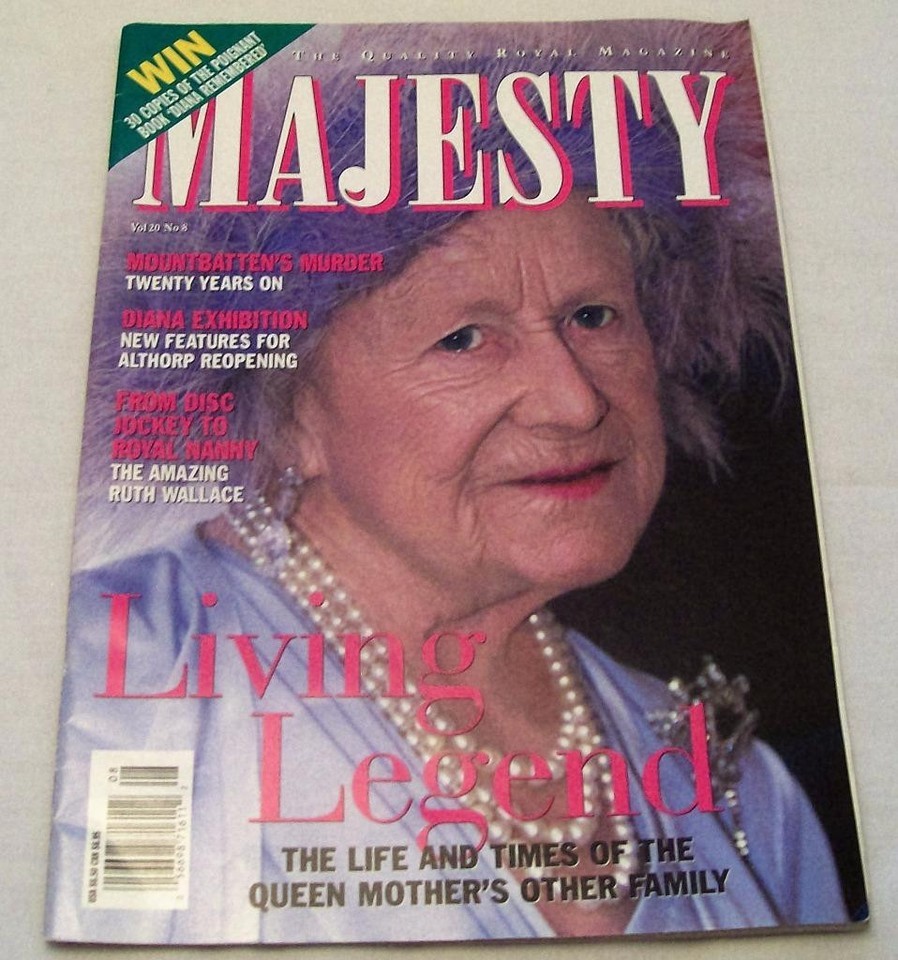 WIN
30 COPIES OF THE POIGNANT
BOOK 'DIANA REMEMBERED'
THE QUALITY ROYAL MAGAZINE
MAJESTY
Vol 20 No 8
MOUNTBATTEN'S MURDER
TWENTY YEARS ON
DIANA EXHIBITION
NEW FEATURES FOR
ALTHORP REOPENING
FROM DISC
JOCKEY TO
ROYAL NANNY
THE AMAZING
RUTH WALLACE
Living
Legend
THE LIFE AND TIMES OF THE
QUEEN MOTHER'S OTHER FAMILY
08